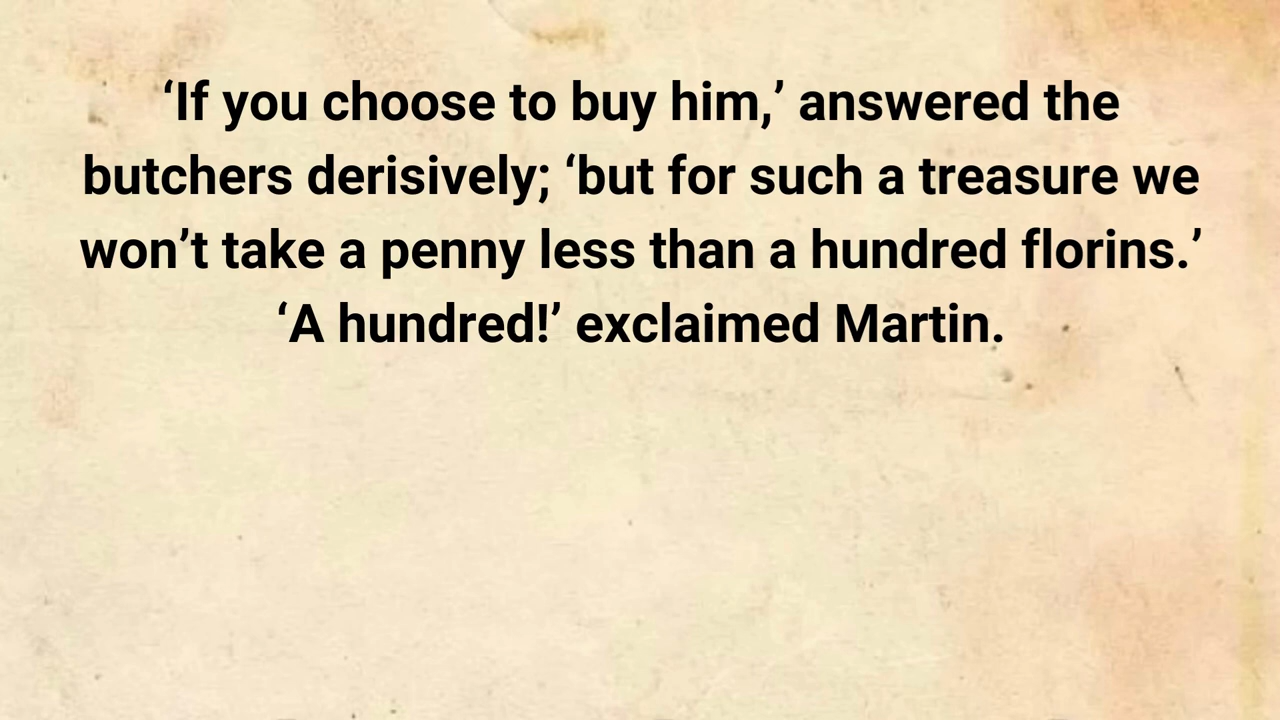 ‘If you choose to buy him,’ answered the
butchers derisively; ‘but for such a treasure we
won’t take a penny less than a hundred florins.’
‘A hundred!’ exclaimed Martin.